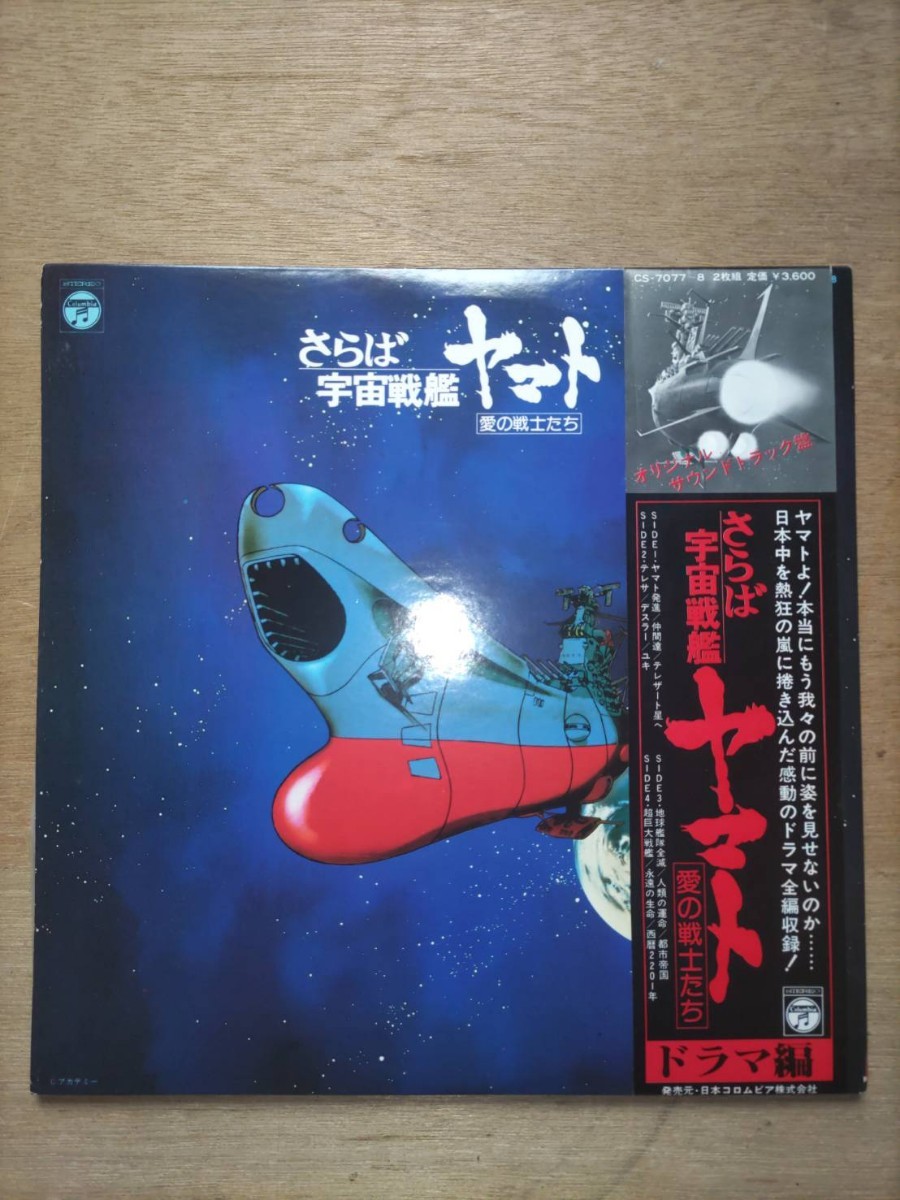 STEREO
Columbia
さらば
宇宙戦艦
ヤマト
愛の戦士たち
©アカデミー
CS-7077 8 2枚組 定価 ¥3.600
オリジナル
サウンドトラック盤
ヤマトよ!本当にもう我々の前に姿を見せないのか……
日本中を熱狂の嵐に捲き込んだ感動のドラマ全編収録!
さらば
宇宙戦艦
ヤマト
愛の戦士たち
SIDE1・ヤマト発進/仲間達/テレザート星へ
SIDE2・テレサ/デスラー/ユキ
SIDE3・地球艦隊全滅/人類の運命/都市帝国
SIDE4・超巨大戦艦/永遠の生命/西暦2201年
STEREO
Columbia
ドラマ編
発売元・日本コロムビア株式会社